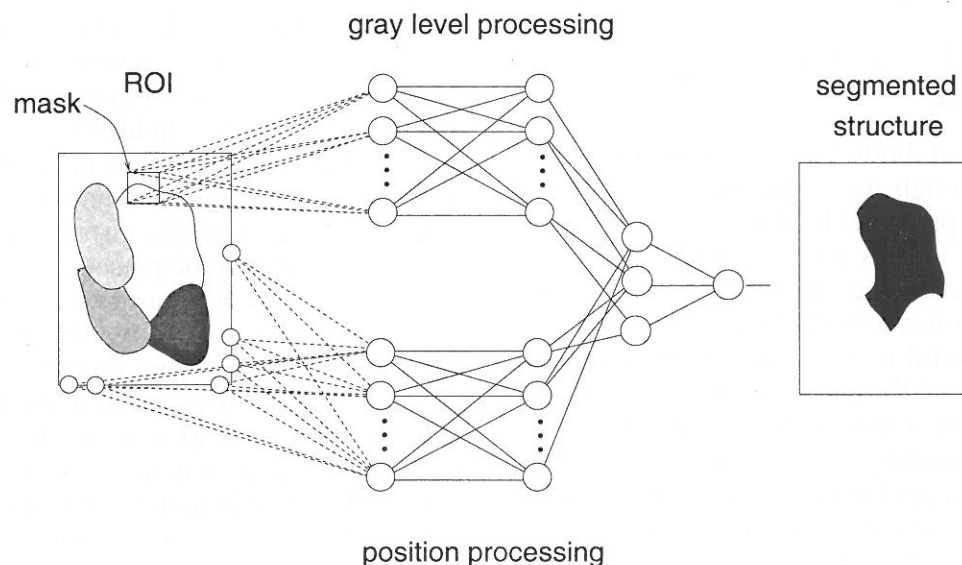 gray level processing
ROI
mask
segmented
structure
position processing